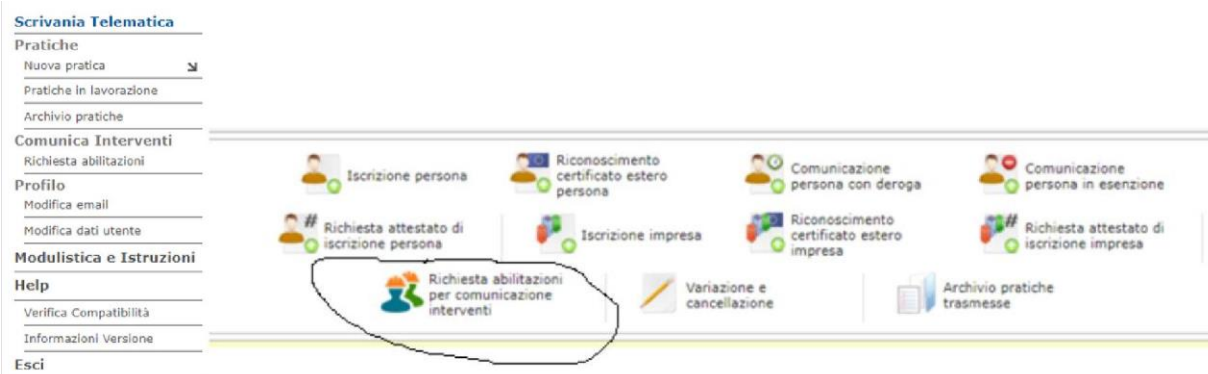 Scrivania Telematica
Pratiche
Nuova pratica
Pratiche in lavorazione
Archivio pratiche
Comunica Interventi
Richiesta abilitazioni
Profilo
Modifica email
Modifica dati utente
Modulistica e Istruzioni
Help
Verifica Compatibilità
Informazioni Versione
Esci
Iscrizione persona
Riconoscimento
certificato estero
persona
Comunicazione
persona con deroga
Comunicazione
persona in esenzione
#
Richiesta attestato di
iscrizione persona
Iscrizione impresa
Riconoscimento
certificato estero
impresa
#
Richiesta attestato di
iscrizione impresa
Richiesta abilitazioni
per comunicazione
interventi
Variazione e
cancellazione
Archivio pratiche
trasmesse